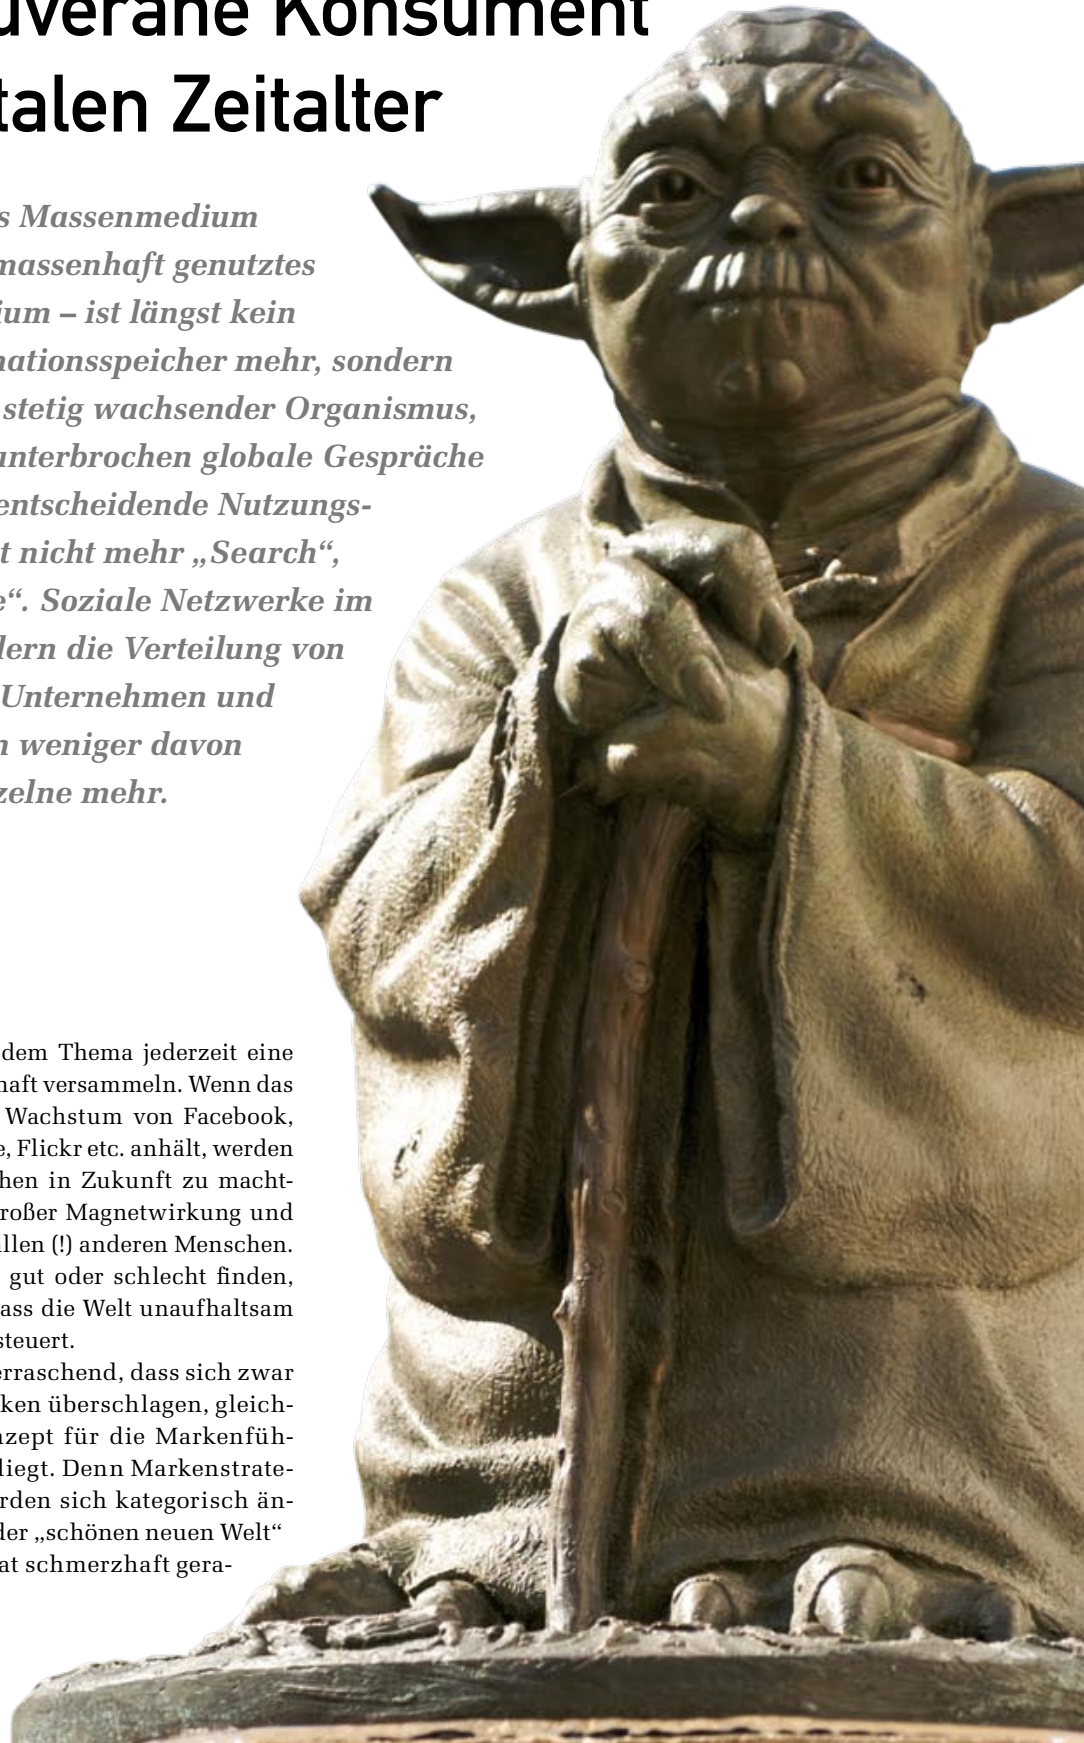 uveräne Konsument
talen Zeitalter
s Massenmedium
massenhaft genutztes
ium – ist längst kein
nationsspeicher mehr, sondern
stetig wachsender Organismus,
unterbrochen globale Gespräche
entscheidende Nutzungs-
t nicht mehr „Search“,
e“. Soziale Netzwerke im
dern die Verteilung von
Unternehmen und
n weniger davon
zelne mehr.
dem Thema jederzeit eine
haft versammeln. Wenn das
Wachstum von Facebook,
e, Flickr etc. anhält, werden
hen in Zukunft zu macht-
roßer Magnetwirkung und
allen (!) anderen Menschen.
gut oder schlecht finden,
ass die Welt unaufhaltsam
steuert.
erraschend, dass sich zwar
ken überschlagen, gleich-
nzept für die Markenfüh-
liegt. Denn Markenstrate-
rden sich kategorisch än-
der „schönen neuen Welt“
at schmerzhaft gera-